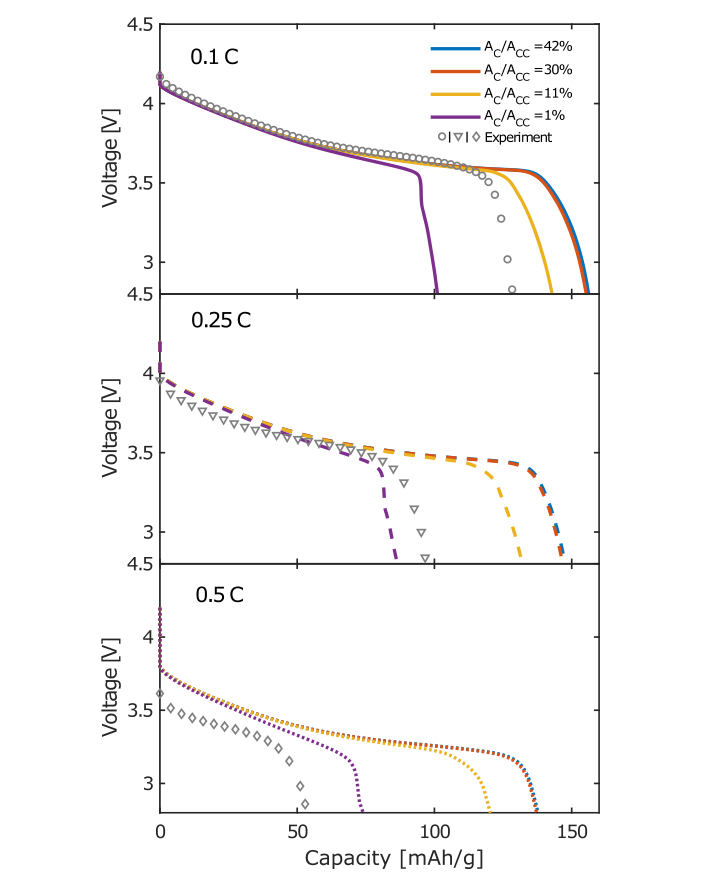 4.5
0.1 C
A_C/A_CC =42%
A_C/A_CC =30%
A_C/A_CC =11%
A_C/A_CC =1%
| | Experiment
4
3.5
3
Voltage [V]
4.5
0.25 C
4
3.5
3
Voltage [V]
4.5
0.5 C
4
3
Voltage [V]
0 50 100 150
Capacity [mAh/g]